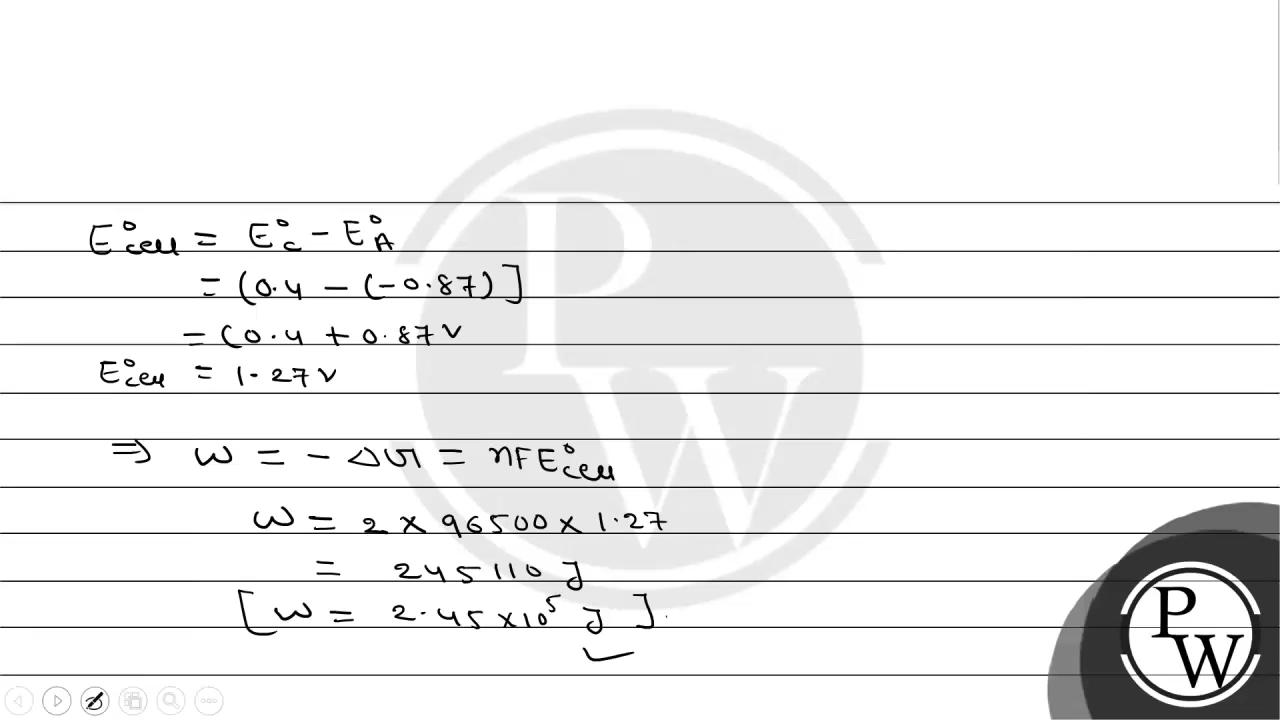 E°cell = E°C - E°A
= (0.4 - (-0.87)]
= (0.4 + 0.87 V
E°cell = 1.27 V
⇒ W = - ΔG = nFE°cell
W = 2 × 96500 × 1.27
= 245110 J
[W = 2.45 × 10⁵ J].
P
W
P
W